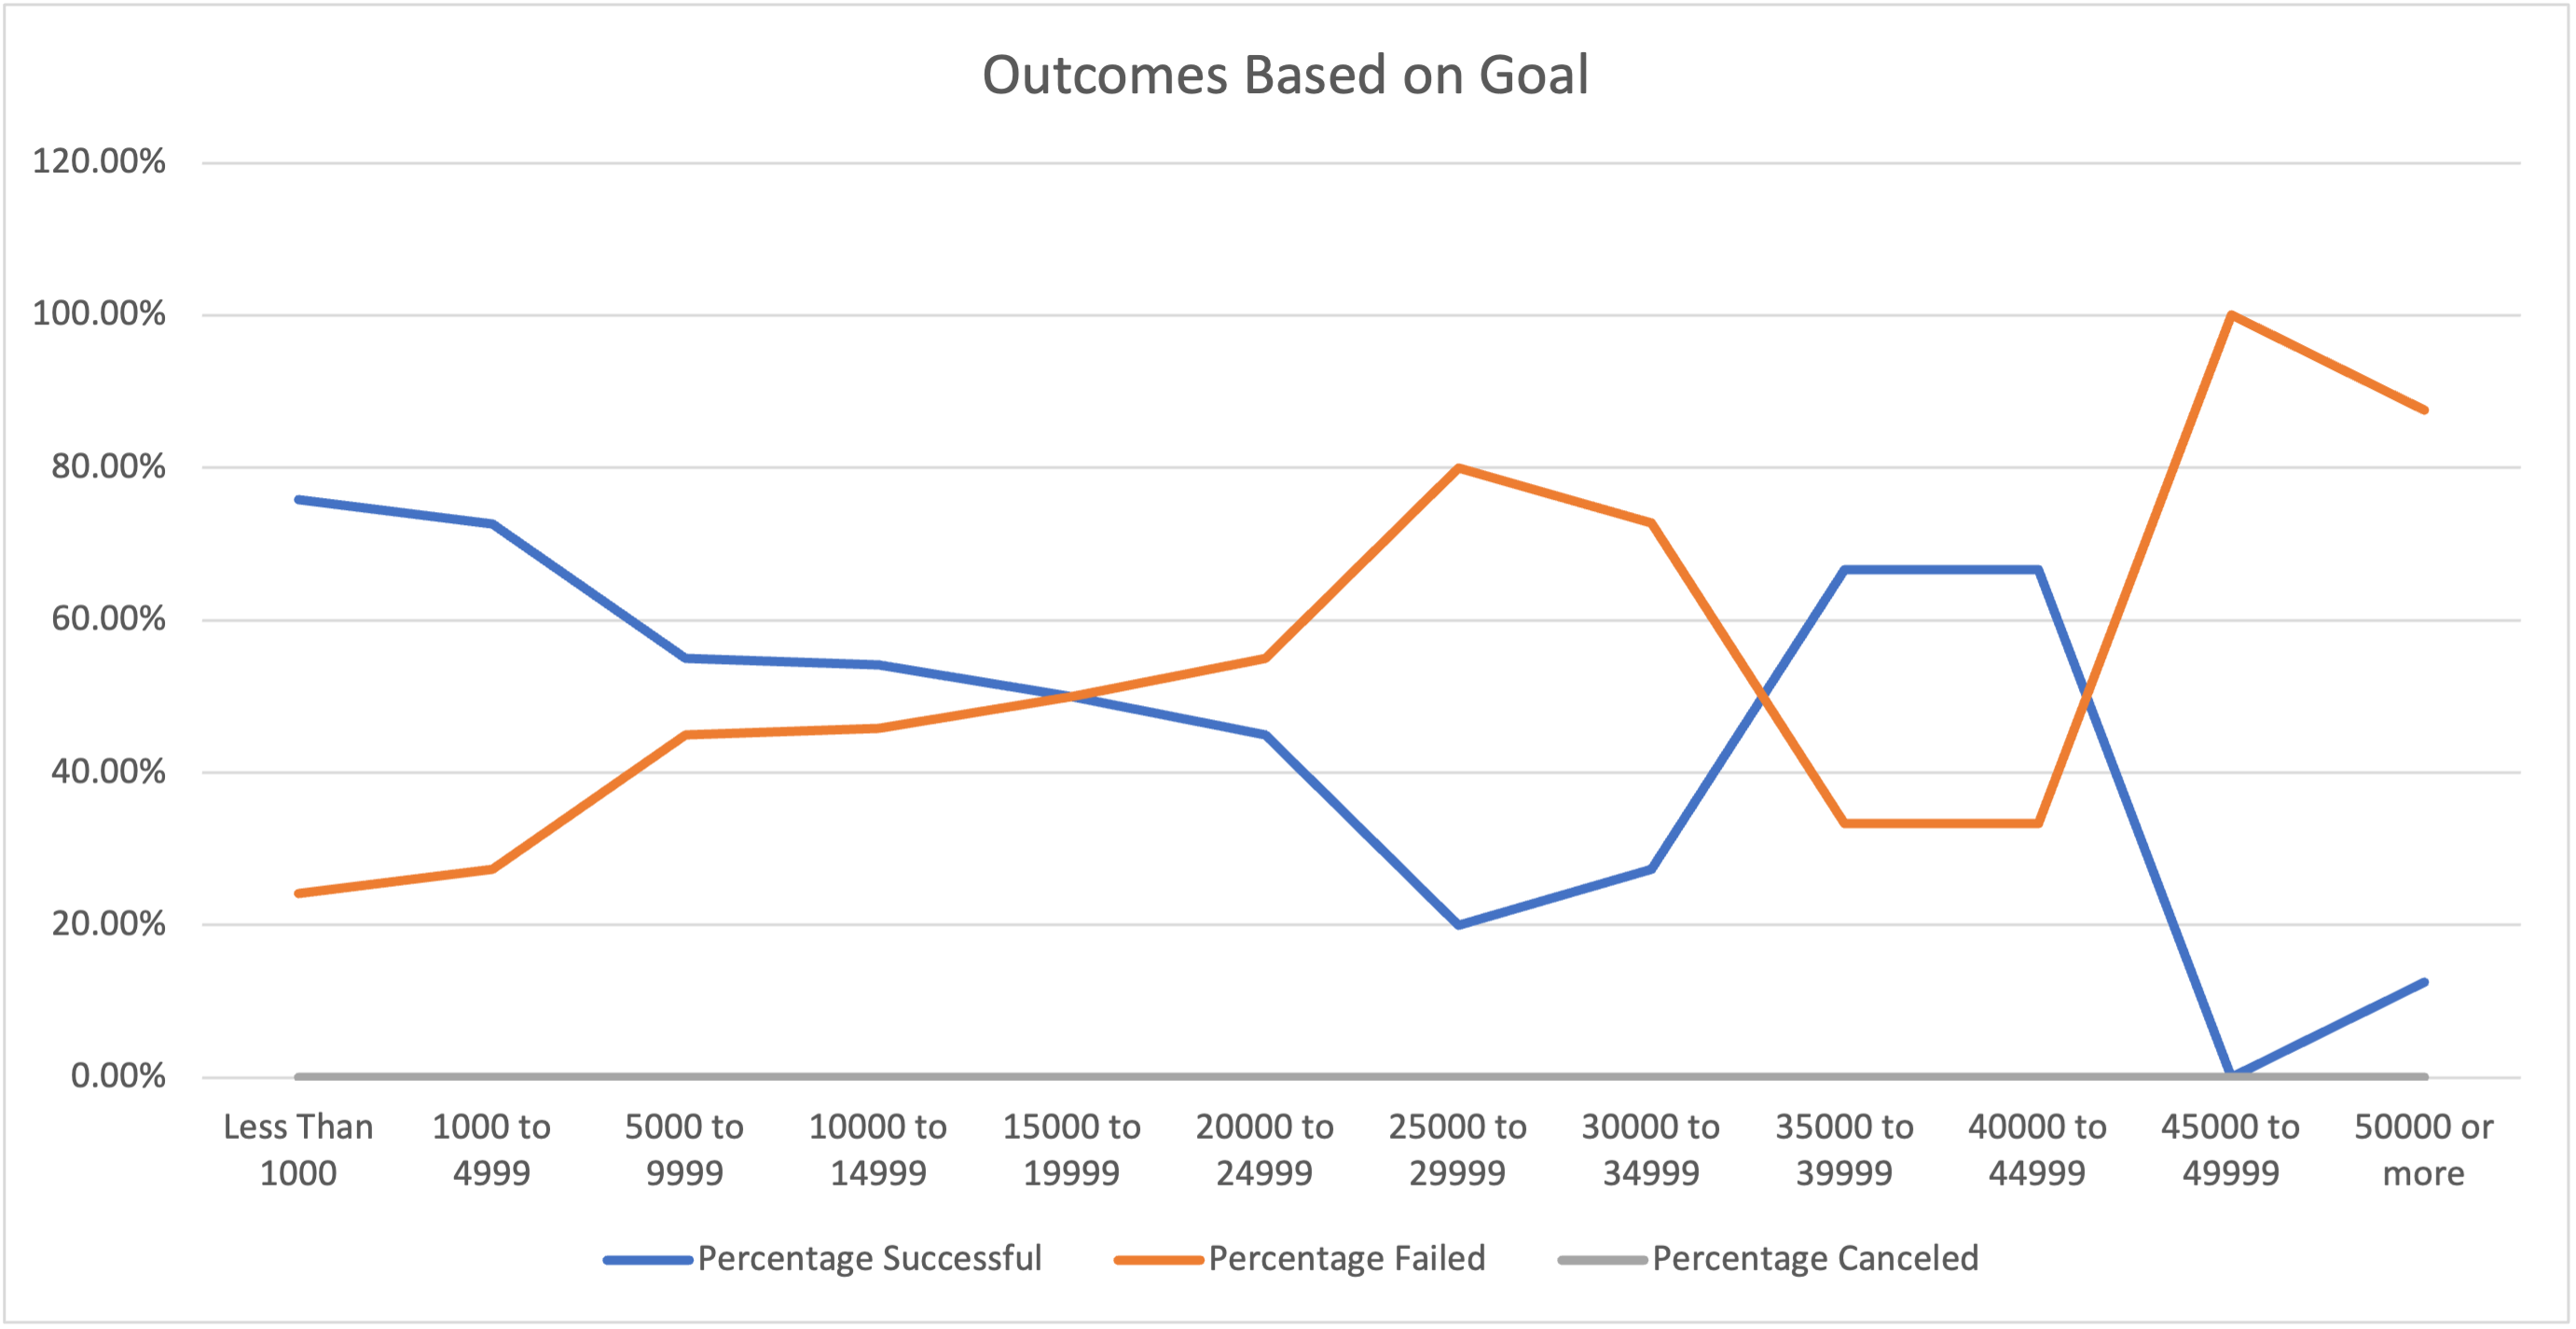 Outcomes Based on Goal
120.00%
100.00%
80.00%
60.00%
40.00%
20.00%
0.00%
Less Than 1000 to 5000 to 10000 to 15000 to 20000 to 25000 to 30000 to 35000 to 40000 to 45000 to 50000 or
1000 4999 9999 14999 19999 24999 29999 34999 39999 44999 49999 more
Percentage Successful Percentage Failed Percentage Canceled